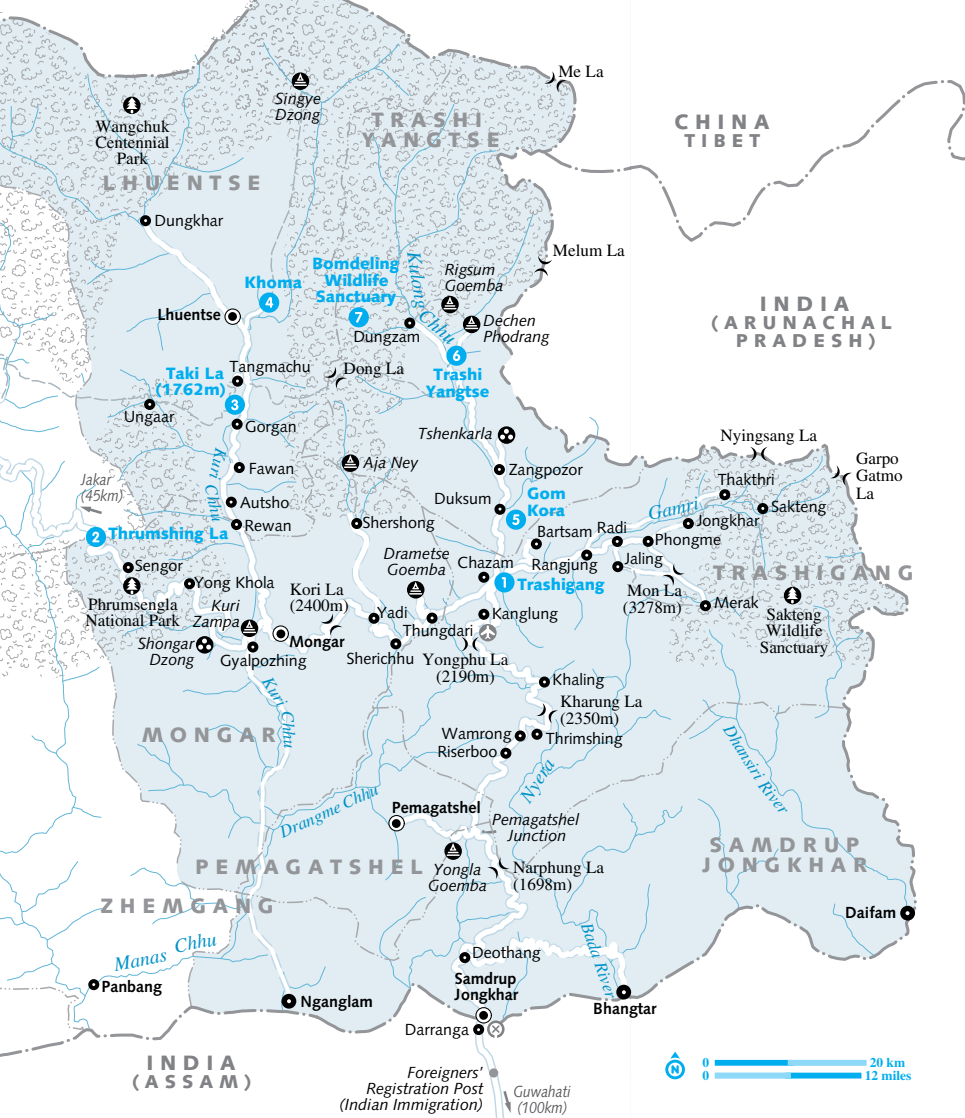 Me La
Singye
Dzong
TRASHI
YANGTSE
CHINA
TIBET
Wangchuk
Centennial
Park
LHUENTSE
Dungkhar
Melum La
Khoma
4
Bomdeling
Wildlife
Sanctuary
7
Kulong Chhu
Rigsum
Goemba
INDIA
(ARUNACHAL
PRADESH)
Lhuentse
Dechen
Phodrang
Dungzam
6
Trashi
Yangtse
Taki La
(1762m)
3
Tangmachu
Dong La
Ungaar
Gorgan
Tshenkarla
Nyingsang La
Garpo
Gatmo
La
Kuri Chhu
Fawan
Aja Ney
Zangpozor
Thakthri
Jakar
(45km)
Autsho
Duksum
Gom
Kora
5
Gamri
Sakteng
2
Thrumshing La
Rewan
Shershong
Bartsam
Radi
Jongkhar
Phongme
Sengor
Drametse
Goemba
Chazam
Rangjung
Jaling
TRASHIGANG
Yong Khola
1
Trashigang
Mon La
(3278m)
Merak
Phrumsengla
National Park
Kuri
Zampa
Kori La
(2400m)
Yadi
Kanglung
Sakteng
Wildlife
Sanctuary
Shongar
Dzong
Mongar
Thungdari
Gyalpozhing
Sherichhu
Yongphu La
(2190m)
Khaling
Kuri Chhu
Kharung La
(2350m)
MONGAR
Wamrong
Thrimshing
Riserboo
Dhansiri River
Nyera
Drangme Chhu
Pemagatshel
Pemagatshel
Junction
SAMDRUP
JONGKHAR
PEMAGATSHEL
Yongla
Goemba
Narphung La
(1698m)
ZHEMGANG
Daifam
Manas Chhu
Bada River
Deothang
Panbang
Samdrup
Jongkhar
Nganglam
Bhangtar
Darranga
INDIA
(ASSAM)
Foreigners'
Registration Post
(Indian Immigration)
Guwahati
(100km)
N
0 20 km
0 12 miles